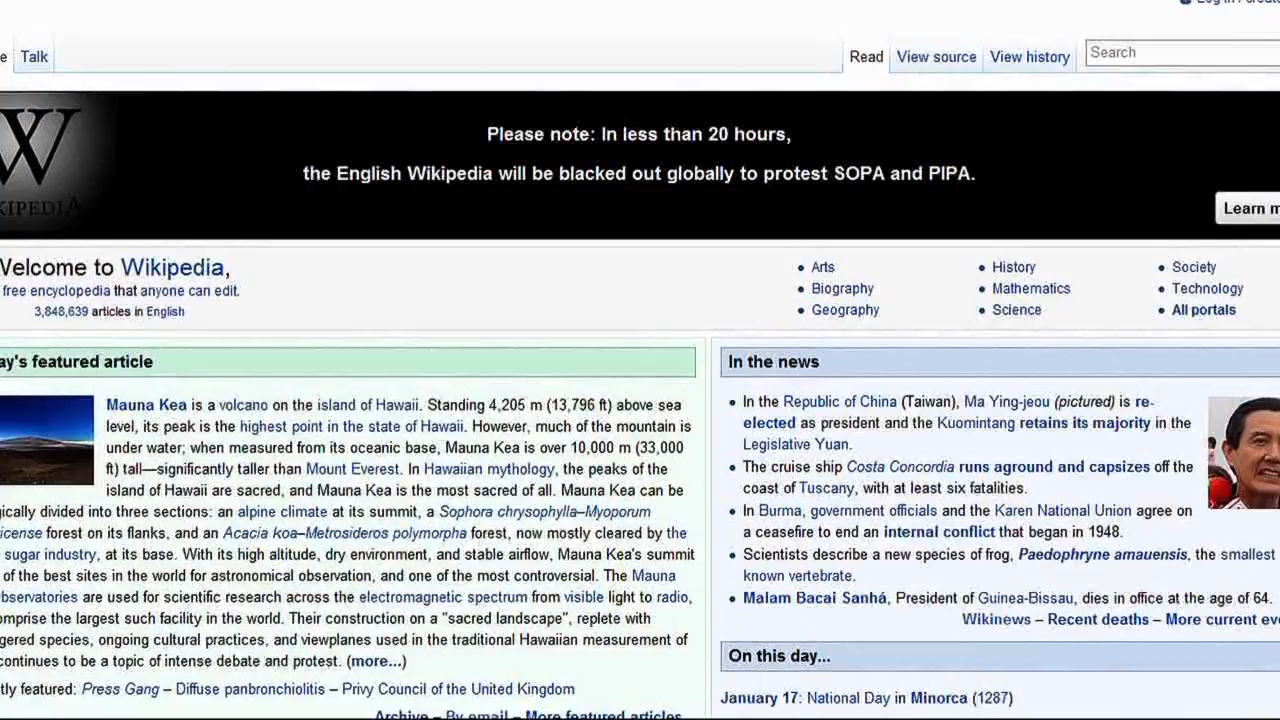 Talk
Read
View source
View history
Search
Please note: In less than 20 hours,
the English Wikipedia will be blacked out globally to protest SOPA and PIPA.
W
KIPEDIA
Learn m
Welcome to Wikipedia,
free encyclopedia that anyone can edit.
3,848,639 articles in English
• Arts
• Biography
• Geography
• History
• Mathematics
• Science
• Society
• Technology
• All portals
ay's featured article
Mauna Kea is a volcano on the island of Hawaii. Standing 4,205 m (13,796 ft) above sea
level, its peak is the highest point in the state of Hawaii. However, much of the mountain is
under water; when measured from its oceanic base, Mauna Kea is over 10,000 m (33,000
ft) tall—significantly taller than Mount Everest. In Hawaiian mythology, the peaks of the
island of Hawaii are sacred, and Mauna Kea is the most sacred of all. Mauna Kea can be
gically divided into three sections: an alpine climate at its summit, a Sophora chrysophylla–Myoporum
icense forest on its flanks, and an Acacia koa–Metrosideros polymorpha forest, now mostly cleared by the
sugar industry, at its base. With its high altitude, dry environment, and stable airflow, Mauna Kea's summit
of the best sites in the world for astronomical observation, and one of the most controversial. The Mauna
bservatories are used for scientific research across the electromagnetic spectrum from visible light to radio,
omprise the largest such facility in the world. Their construction on a "sacred landscape", replete with
gered species, ongoing cultural practices, and viewplanes used in the traditional Hawaiian measurement of
continues to be a topic of intense debate and protest. (more...)
tly featured: Press Gang – Diffuse panbronchiolitis – Privy Council of the United Kingdom
Archive – By email – More featured articles
In the news
• In the Republic of China (Taiwan), Ma Ying-jeou (pictured) is re-
elected as president and the Kuomintang retains its majority in the
Legislative Yuan.
• The cruise ship Costa Concordia runs aground and capsizes off the
coast of Tuscany, with at least six fatalities.
• In Burma, government officials and the Karen National Union agree on
a ceasefire to end an internal conflict that began in 1948.
• Scientists describe a new species of frog, Paedophryne amauensis, the smallest
known vertebrate.
• Malam Bacai Sanhá, President of Guinea-Bissau, dies in office at the age of 64.
Wikinews – Recent deaths – More current eve
On this day...
January 17: National Day in Minorca (1287)